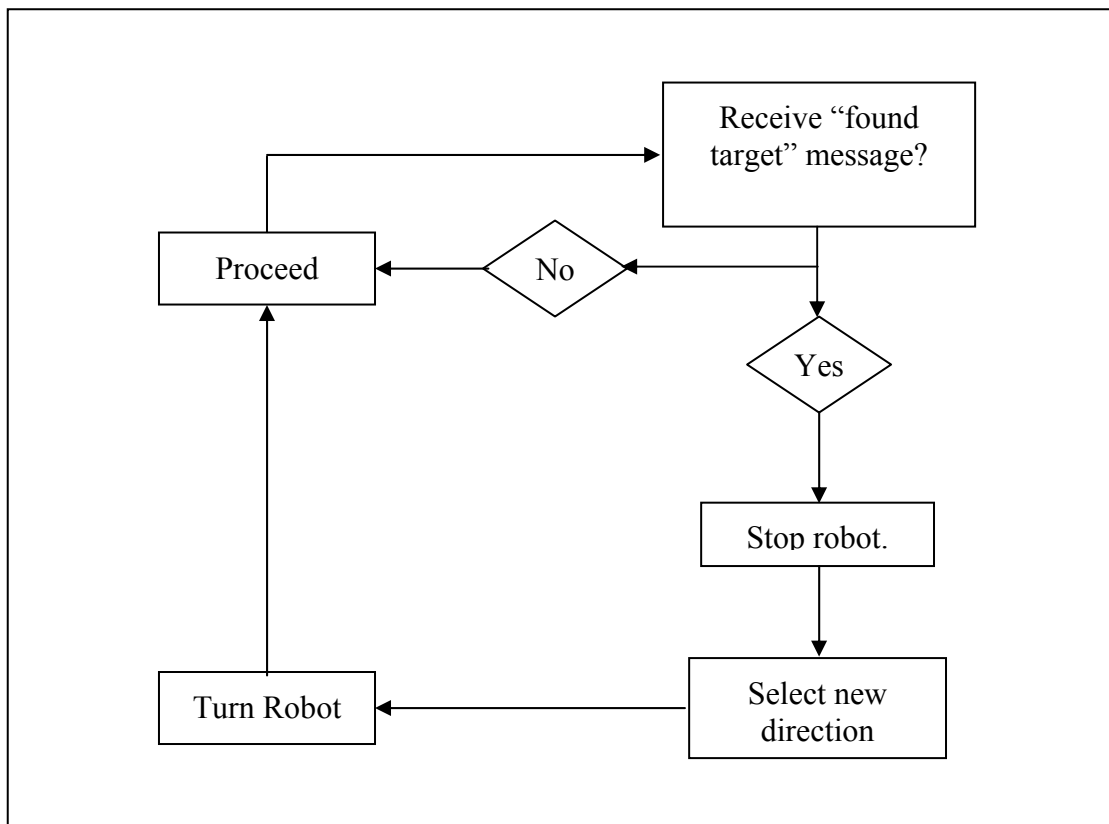 Receive “found
target” message?
Proceed
No
Yes
Stop robot.
Turn Robot
Select new
direction